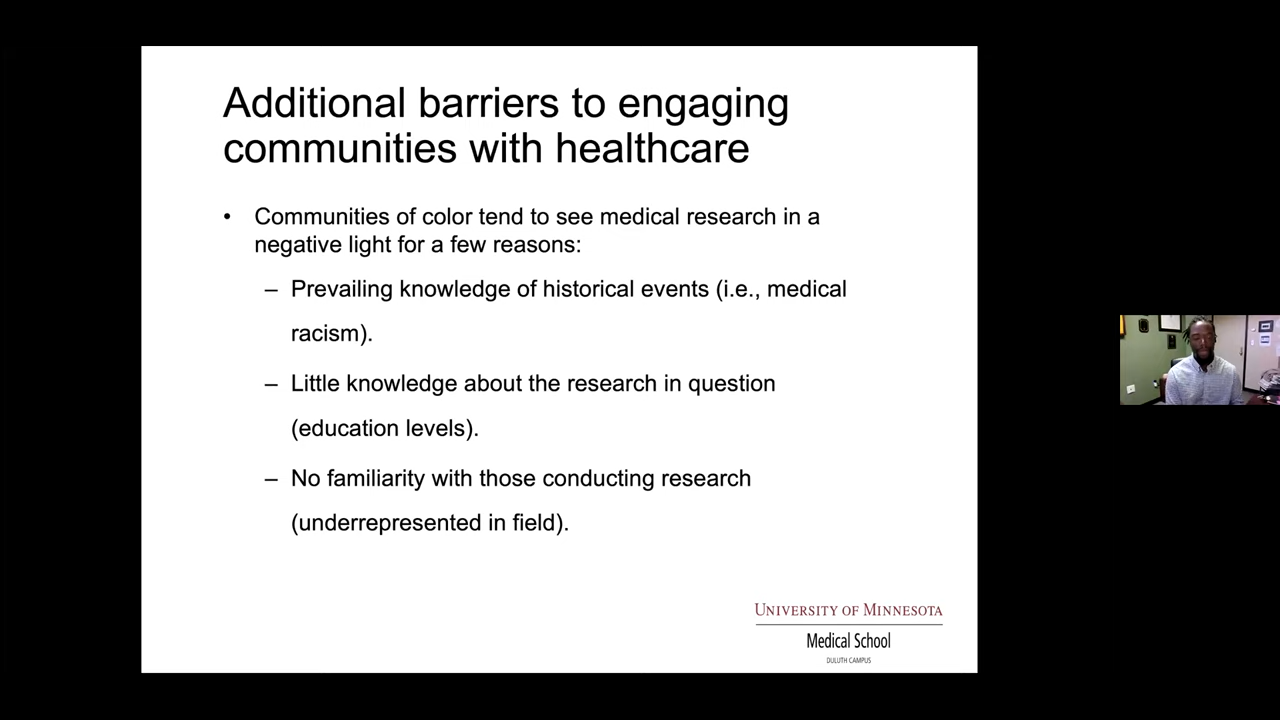 Additional barriers to engaging
communities with healthcare
• Communities of color tend to see medical research in a
negative light for a few reasons:
– Prevailing knowledge of historical events (i.e., medical
racism).
– Little knowledge about the research in question
(education levels).
– No familiarity with those conducting research
(underrepresented in field).
UNIVERSITY OF MINNESOTA
Medical School
DULUTH CAMPUS